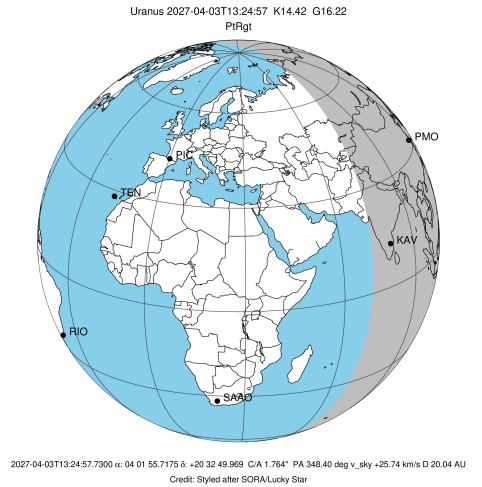 Uranus 2027-04-03T13:24:57 K14.42 G16.22
PtRgt
PMO
PIC
TEN
KAV
RIO
SAAO
2027-04-03T13:24:57.7300 α: 04 01 55.7175 δ: +20 32 49.969 C/A 1.764" PA 348.40 deg v_sky +25.74 km/s D 20.04 AU
Credit: Styled after SORA/Lucky Star